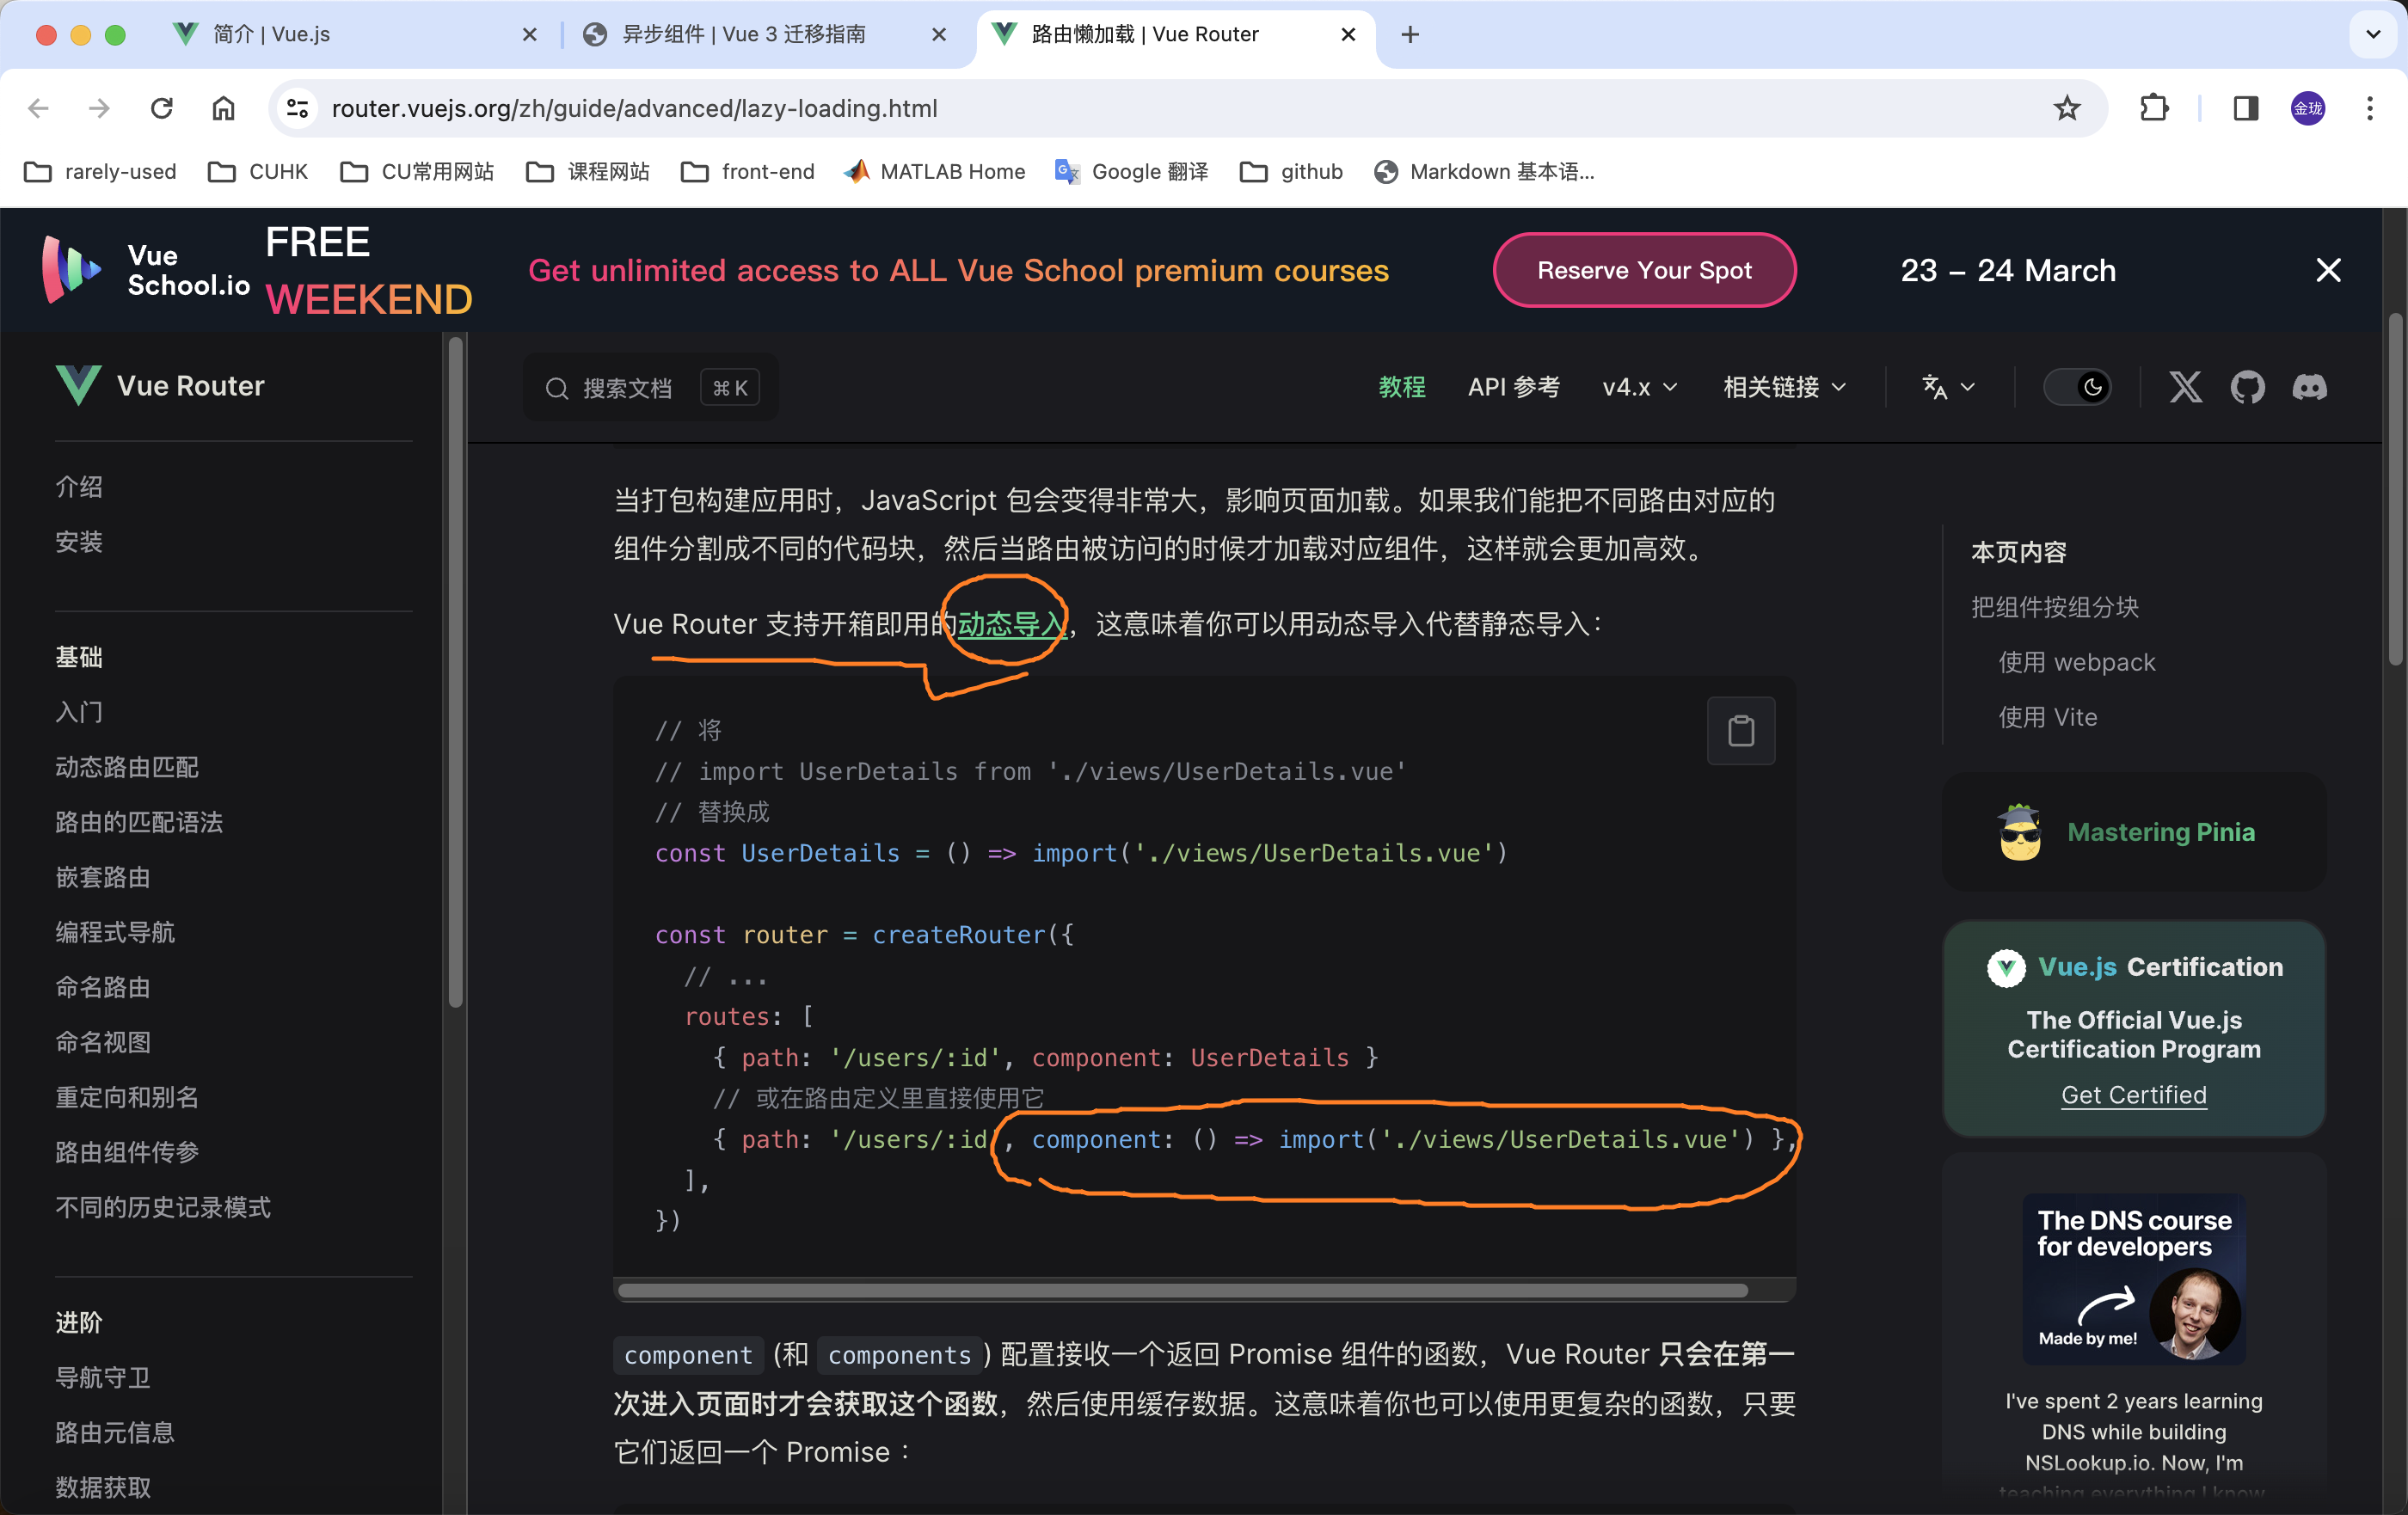 简介 | Vue.js
异步组件 | Vue 3 迁移指南
路由懒加载 | Vue Router
router.vuejs.org/zh/guide/advanced/lazy-loading.html
金珑
rarely-used
CUHK
CU常用网站
课程网站
front-end
MATLAB Home
Google 翻译
github
Markdown 基本语...
Vue School.io
FREE WEEKEND
Get unlimited access to ALL Vue School premium courses
Reserve Your Spot
23 – 24 March
Vue Router
搜索文档
⌘ K
教程
API 参考
v4.x
相关链接
介绍
安装
基础
入门
动态路由匹配
路由的匹配语法
嵌套路由
编程式导航
命名路由
命名视图
重定向和别名
路由组件传参
不同的历史记录模式
进阶
导航守卫
路由元信息
数据获取
当打包构建应用时，JavaScript 包会变得非常大，影响页面加载。如果我们能把不同路由对应的
组件分割成不同的代码块，然后当路由被访问的时候才加载对应组件，这样就会更加高效。
Vue Router 支持开箱即用的动态导入，这意味着你可以用动态导入代替静态导入：
// 将
// import UserDetails from './views/UserDetails.vue'
// 替换成
const UserDetails = () => import('./views/UserDetails.vue')
const router = createRouter({
// ...
routes: [
{ path: '/users/:id', component: UserDetails }
// 或在路由定义里直接使用它
{ path: '/users/:id', component: () => import('./views/UserDetails.vue') },
],
})
component (和 components) 配置接收一个返回 Promise 组件的函数，Vue Router 只会在第一
次进入页面时才会获取这个函数，然后使用缓存数据。这意味着你也可以使用更复杂的函数，只要
它们返回一个 Promise ：
本页内容
把组件按组分块
使用 webpack
使用 Vite
Mastering Pinia
Vue.js Certification
The Official Vue.js
Certification Program
Get Certified
The DNS course
for developers
Made by me!
I've spent 2 years learning
DNS while building
NSLookup.io. Now, I'm
teaching everything I know